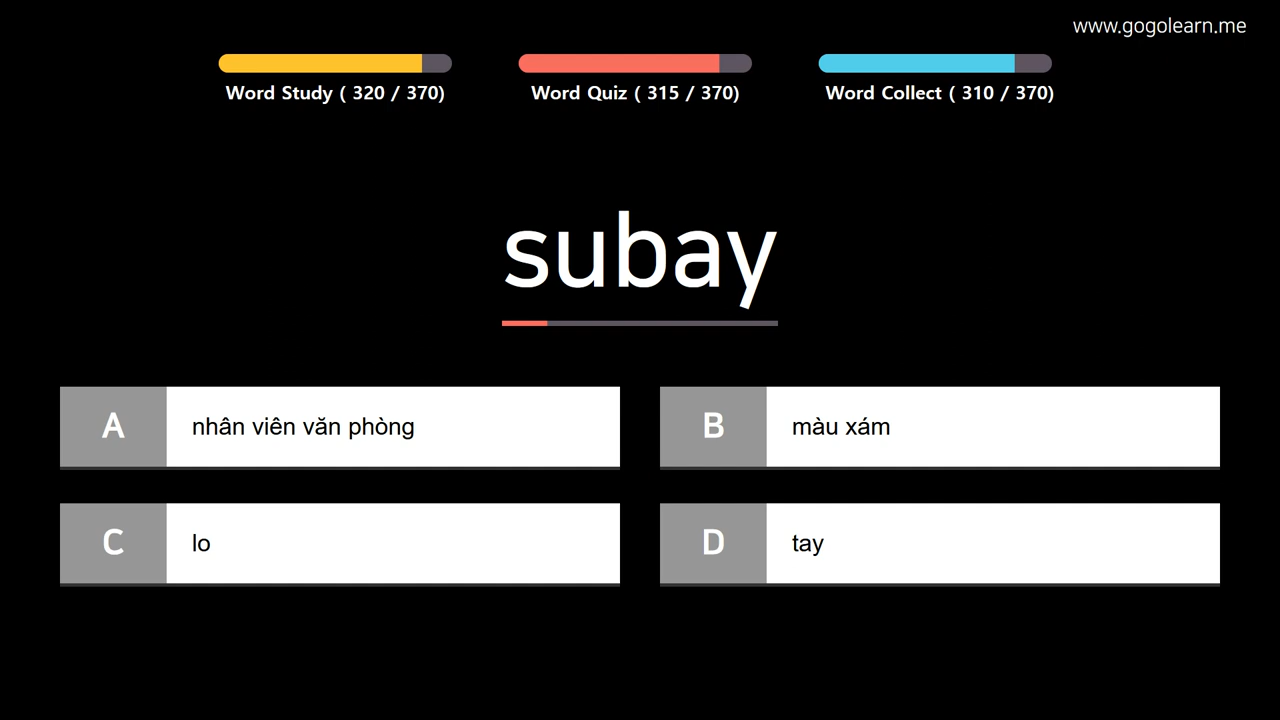 www.gogolearn.me
Word Study ( 320 / 370)
Word Quiz ( 315 / 370)
Word Collect ( 310 / 370)
subay
A
nhân viên văn phòng
B
màu xám
C
lo
D
tay